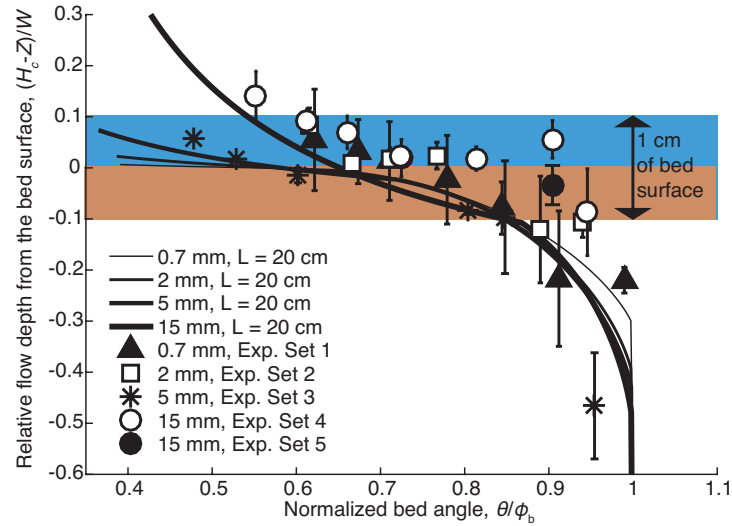 Relative flow depth from the bed surface, (H_c-Z)/W
0.3
0.2
0.1
0
-0.1
-0.2
-0.3
-0.4
-0.5
-0.6
1 cm
of bed
surface
0.7 mm, L = 20 cm
2 mm, L = 20 cm
5 mm, L = 20 cm
15 mm, L = 20 cm
0.7 mm, Exp. Set 1
2 mm, Exp. Set 2
5 mm, Exp. Set 3
15 mm, Exp. Set 4
15 mm, Exp. Set 5
0.4 0.5 0.6 0.7 0.8 0.9 1 1.1
Normalized bed angle, θ/ϕ_b